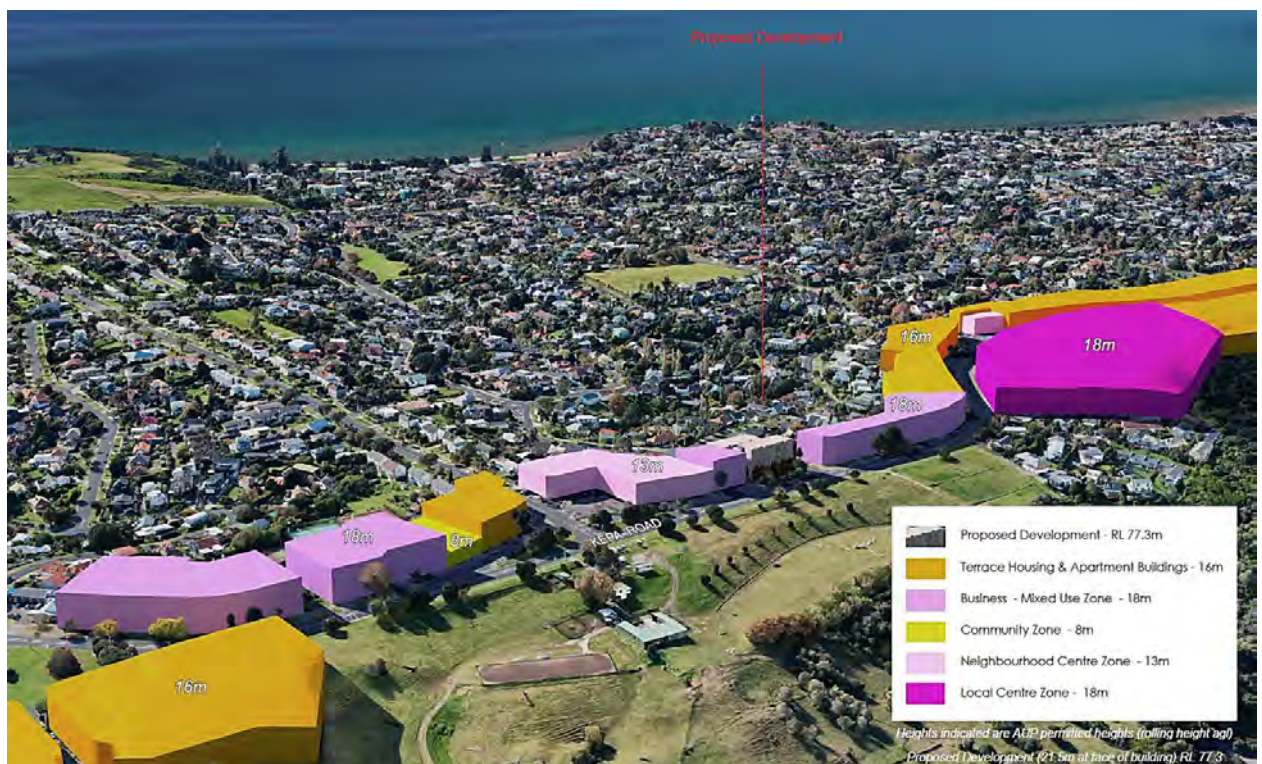 Proposed Development
16m
18m
18m
13m
18m
8m
KEPA ROAD
16m
Proposed Development - RL 77.3m
Terrace Housing & Apartment Buildings - 16m
Business - Mixed Use Zone - 18m
Community Zone - 8m
Neighbourhood Centre Zone - 13m
Local Centre Zone - 18m
Heights indicated are AUP permitted heights (rolling height agl)
Proposed Development (21.5m at face of building) RL 77.3